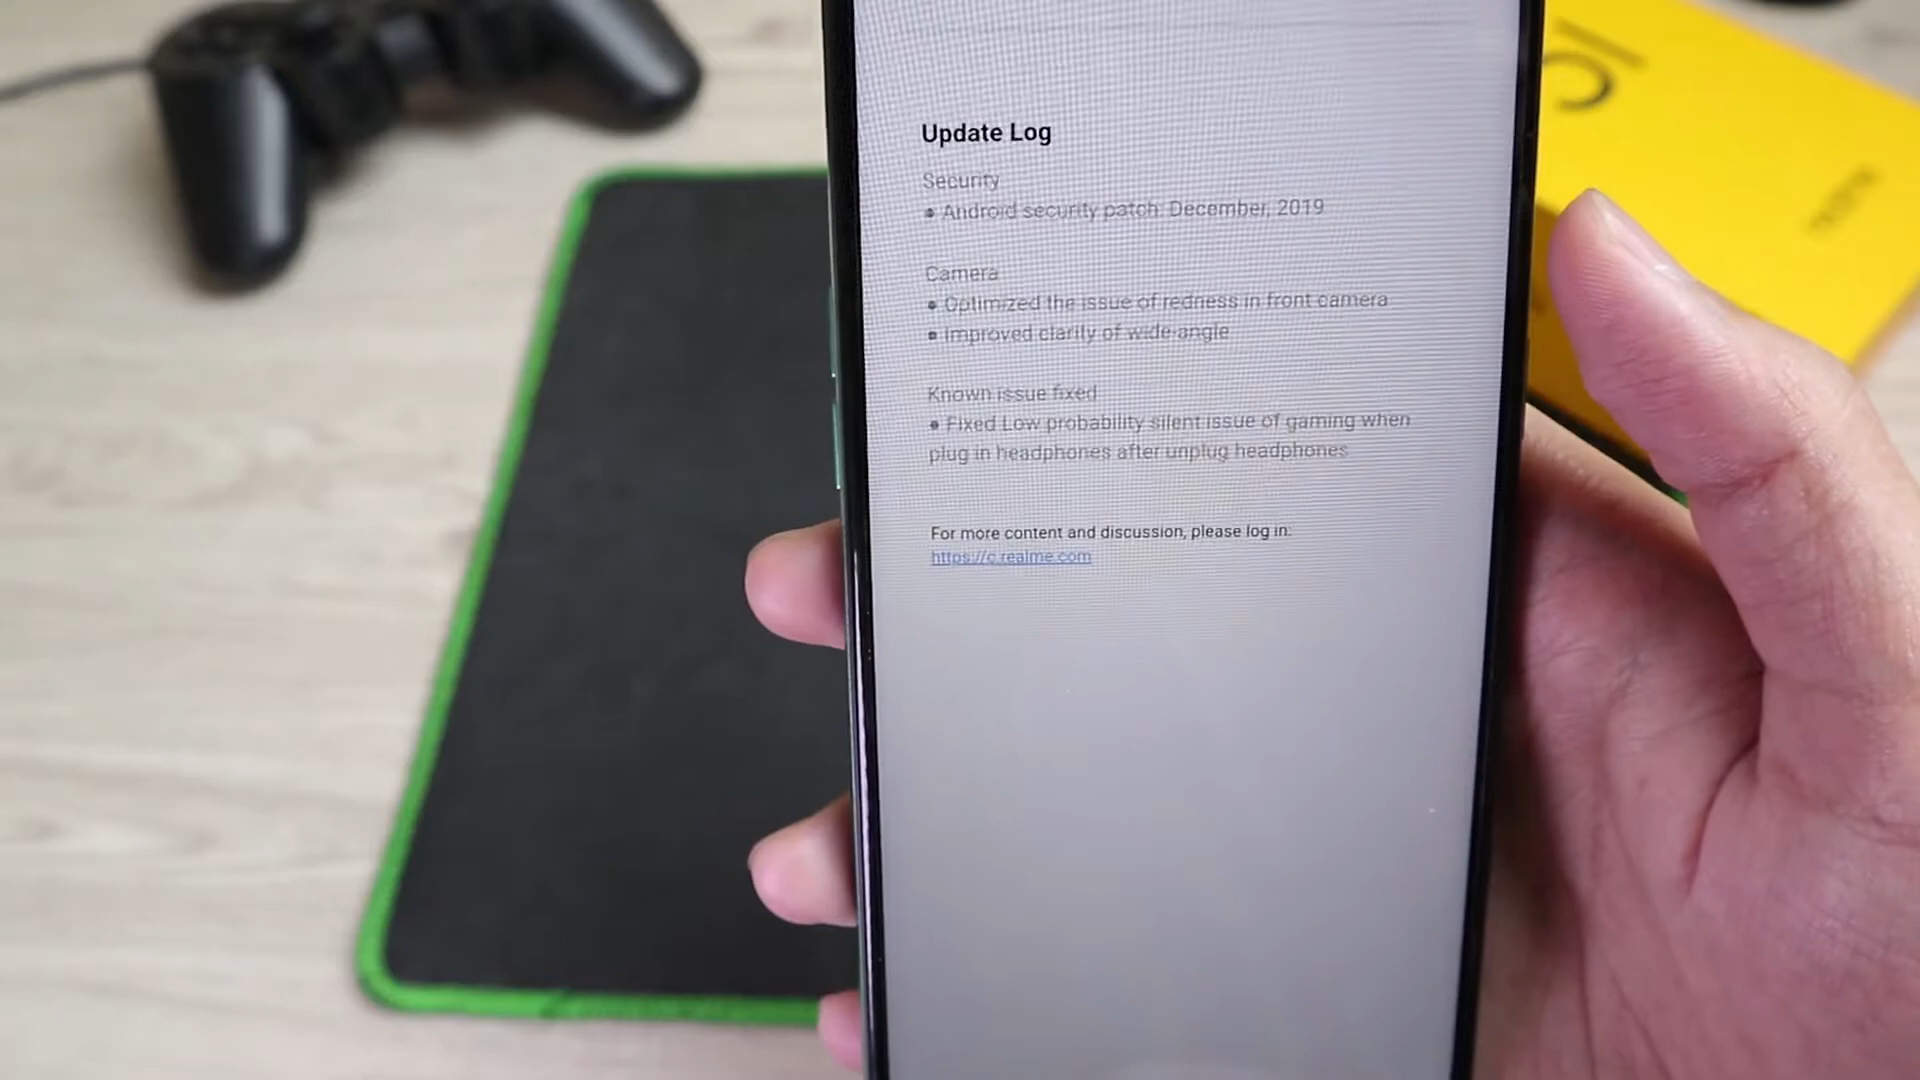 Update Log
Security
• Android security patch: December, 2019
Camera
• Optimized the issue of redness in front camera
• Improved clarity of wide-angle
Known issue fixed
• Fixed Low probability silent issue of gaming when
plug in headphones after unplug headphones
For more content and discussion, please log in:
https://c.realme.com